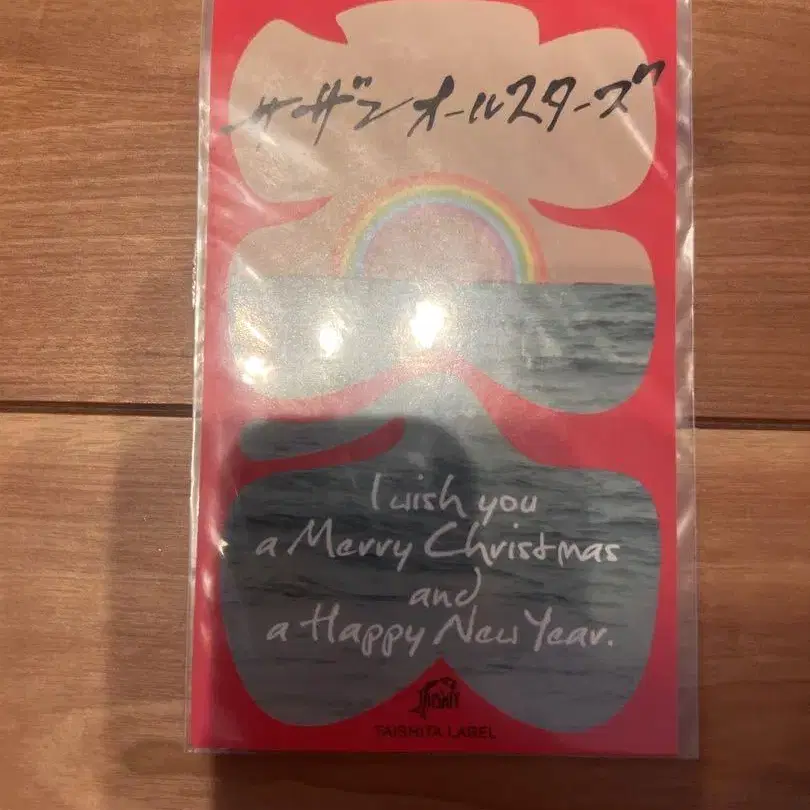 サザンオールスターズ
I wish you
a Merry Christmas
and
a Happy New Year.
TAISHITA LABEL